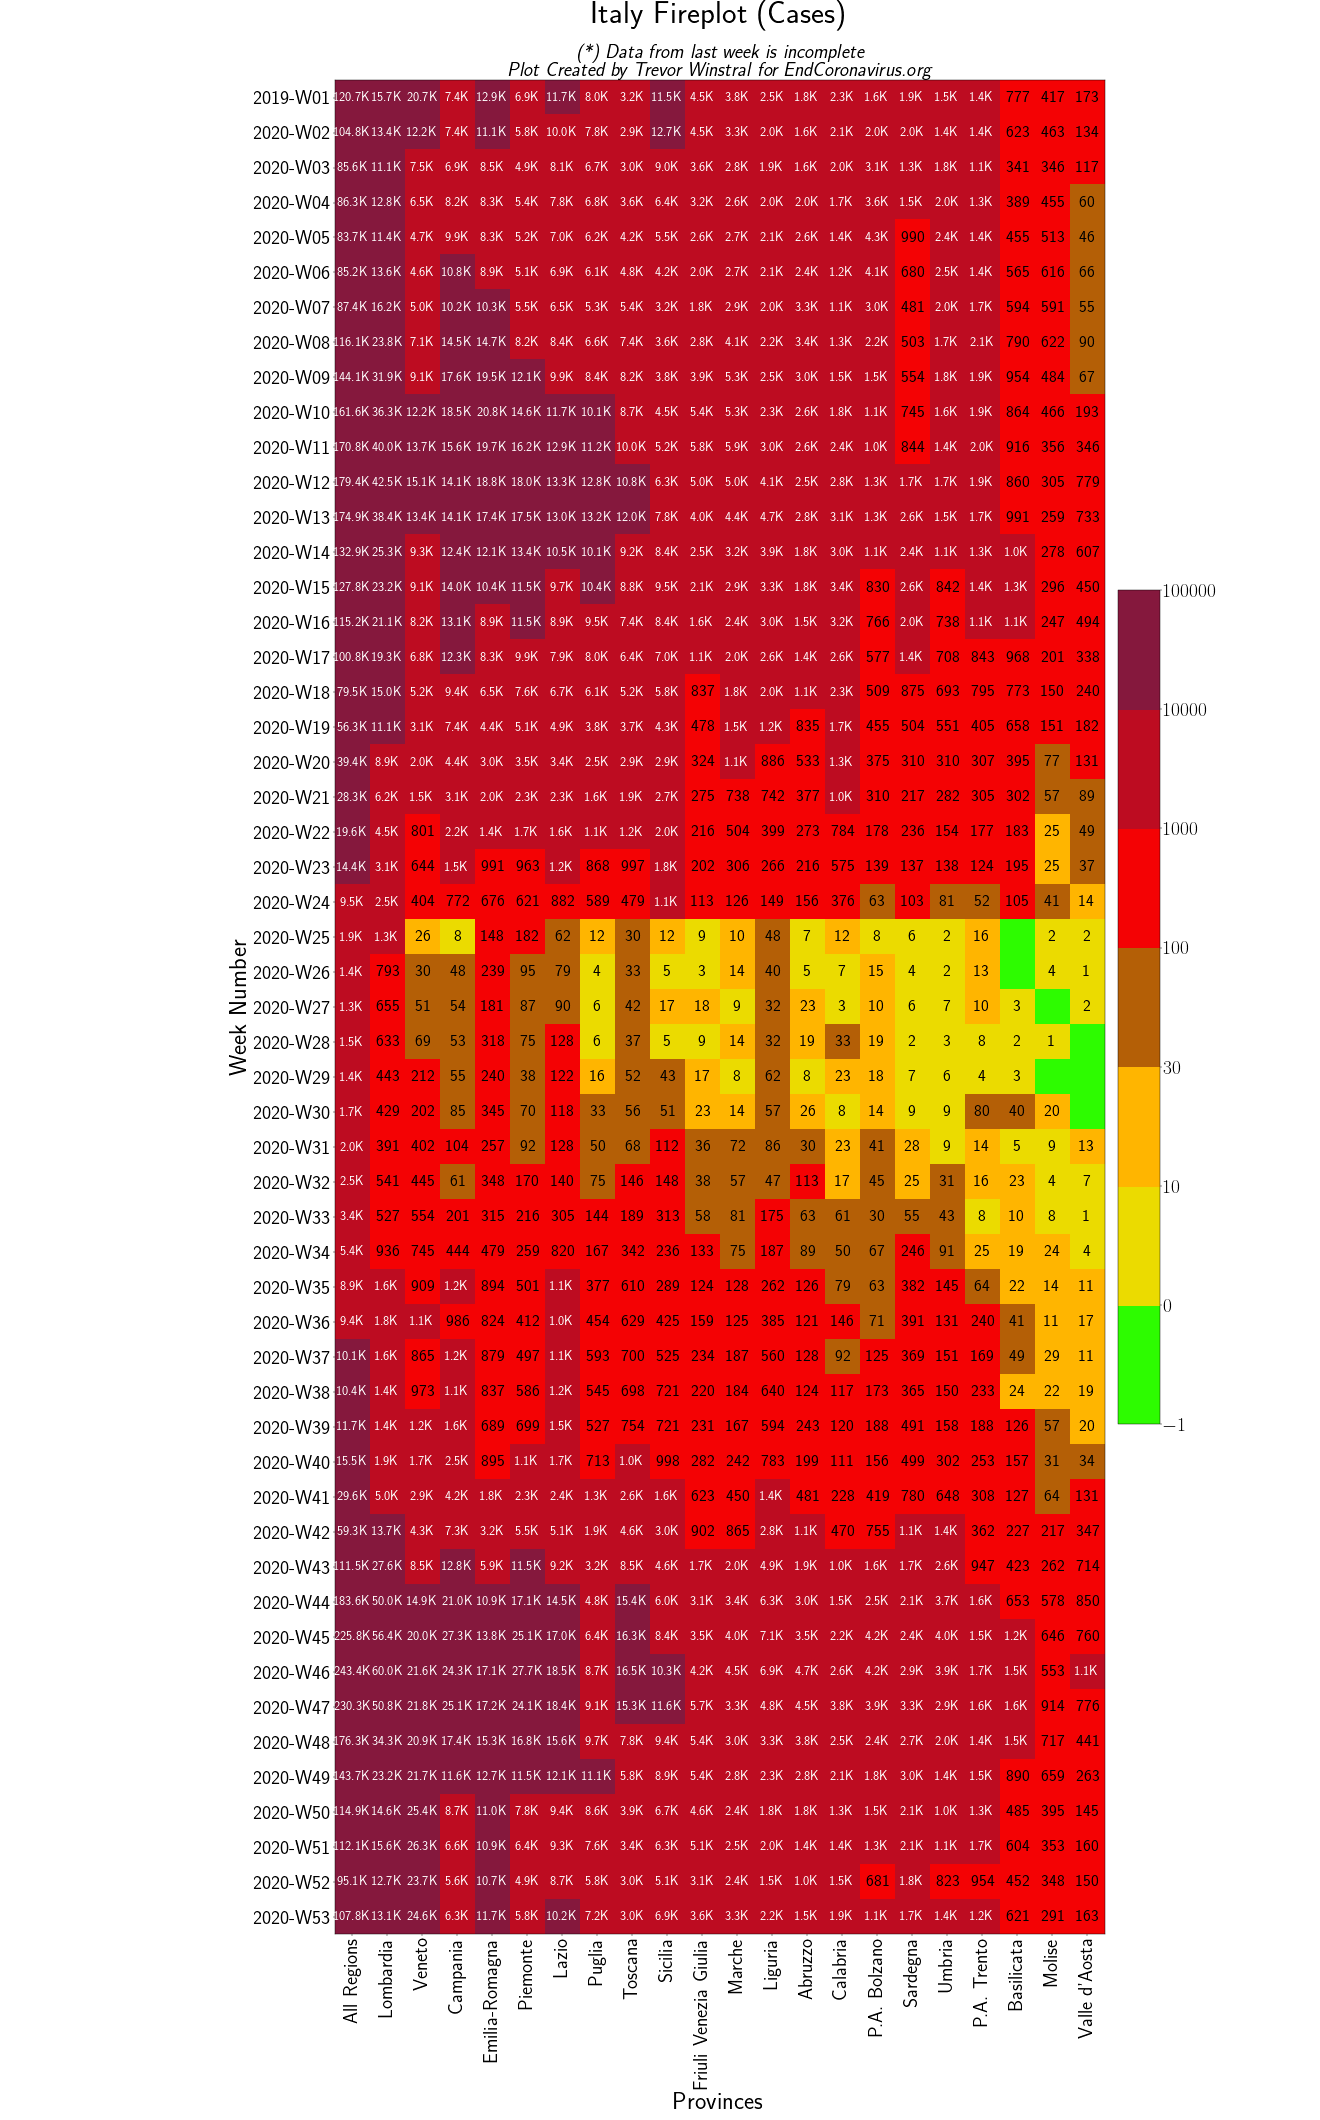 Italy Fireplot (Cases)
(*) Data from last week is incomplete
Plot Created by Trevor Winstral for EndCoronavirus.org
2019-W01 120.7K 15.7K 20.7K 7.4K 12.9K 6.9K 11.7K 8.0K 3.2K 11.5K 4.5K 3.8K 2.5K 1.8K 2.3K 1.6K 1.9K 1.5K 1.4K 777 417 173
2020-W02 104.8K 13.4K 12.2K 7.4K 11.1K 5.8K 10.0K 7.8K 2.9K 12.7K 4.5K 3.3K 2.0K 1.6K 2.1K 2.0K 2.0K 1.4K 1.4K 623 463 134
2020-W03 85.6K 11.1K 7.5K 6.9K 8.5K 4.9K 8.1K 6.7K 3.0K 9.0K 3.6K 2.8K 1.9K 1.6K 2.0K 3.1K 1.3K 1.8K 1.1K 341 346 117
2020-W04 86.3K 12.8K 6.5K 8.2K 8.3K 5.4K 7.8K 6.8K 3.6K 6.4K 3.2K 2.6K 2.0K 2.0K 1.7K 3.6K 1.5K 2.0K 1.3K 389 455 60
2020-W05 83.7K 11.4K 4.7K 9.9K 8.3K 5.2K 7.0K 6.2K 4.2K 5.5K 2.6K 2.7K 2.1K 2.6K 1.4K 4.3K 990 2.4K 1.4K 455 513 46
2020-W06 85.2K 13.6K 4.6K 10.8K 8.9K 5.1K 6.9K 6.1K 4.8K 4.2K 2.0K 2.7K 2.1K 2.4K 1.2K 4.1K 680 2.5K 1.4K 565 616 66
2020-W07 87.4K 16.2K 5.0K 10.2K 10.3K 5.5K 6.5K 5.3K 5.4K 3.2K 1.8K 2.9K 2.0K 3.3K 1.1K 3.0K 481 2.0K 1.7K 594 591 55
2020-W08 116.1K 23.8K 7.1K 14.5K 14.7K 8.2K 8.4K 6.6K 7.4K 3.6K 2.8K 4.1K 2.2K 3.4K 1.3K 2.2K 503 1.7K 2.1K 790 622 90
2020-W09 144.1K 31.9K 9.1K 17.6K 19.5K 12.1K 9.9K 8.4K 8.2K 3.8K 3.9K 5.3K 2.5K 3.0K 1.5K 1.5K 554 1.8K 1.9K 954 484 67
2020-W10 161.6K 36.3K 12.2K 18.5K 20.8K 14.6K 11.7K 10.1K 8.7K 4.5K 5.4K 5.3K 2.3K 2.6K 1.8K 1.1K 745 1.6K 1.9K 864 466 193
2020-W11 170.8K 40.0K 13.7K 15.6K 19.7K 16.2K 12.9K 11.2K 10.0K 5.2K 5.8K 5.9K 3.0K 2.6K 2.4K 1.0K 844 1.4K 2.0K 916 356 346
2020-W12 179.4K 42.5K 15.1K 14.1K 18.8K 18.0K 13.3K 12.8K 10.8K 6.3K 5.0K 5.0K 4.1K 2.5K 2.8K 1.3K 1.7K 1.7K 1.9K 860 305 779
2020-W13 174.9K 38.4K 13.4K 14.1K 17.4K 17.5K 13.0K 13.2K 12.0K 7.8K 4.0K 4.4K 4.7K 2.8K 3.1K 1.3K 2.6K 1.5K 1.7K 991 259 733
2020-W14 132.9K 25.3K 9.3K 12.4K 12.1K 13.4K 10.5K 10.1K 9.2K 8.4K 2.5K 3.2K 3.9K 1.8K 3.0K 1.1K 2.4K 1.1K 1.3K 1.0K 278 607
2020-W15 127.8K 23.2K 9.1K 14.0K 10.4K 11.5K 9.7K 10.4K 8.8K 9.5K 2.1K 2.9K 3.3K 1.8K 3.4K 830 2.6K 842 1.4K 1.3K 296 450
2020-W16 115.2K 21.1K 8.2K 13.1K 8.9K 11.5K 8.9K 9.5K 7.4K 8.4K 1.6K 2.4K 3.0K 1.5K 3.2K 766 2.0K 738 1.1K 1.1K 247 494
2020-W17 100.8K 19.3K 6.8K 12.3K 8.3K 9.9K 7.9K 8.0K 6.4K 7.0K 1.1K 2.0K 2.6K 1.4K 2.6K 577 1.4K 708 843 968 201 338
2020-W18 79.5K 15.0K 5.2K 9.4K 6.5K 7.6K 6.7K 6.1K 5.2K 5.8K 837 1.8K 2.0K 1.1K 2.3K 509 875 693 795 773 150 240
2020-W19 56.3K 11.1K 3.1K 7.4K 4.4K 5.1K 4.9K 3.8K 3.7K 4.3K 478 1.5K 1.2K 835 1.7K 455 504 551 405 658 151 182
2020-W20 39.4K 8.9K 2.0K 4.4K 3.0K 3.5K 3.4K 2.5K 2.9K 2.9K 324 1.1K 886 533 1.3K 375 310 310 307 395 77 131
2020-W21 28.3K 6.2K 1.5K 3.1K 2.0K 2.3K 2.3K 1.6K 1.9K 2.7K 275 738 742 377 1.0K 310 217 282 305 302 57 89
2020-W22 19.6K 4.5K 801 2.2K 1.4K 1.7K 1.6K 1.1K 1.2K 2.0K 216 504 399 273 784 178 236 154 177 183 25 49
2020-W23 14.4K 3.1K 644 1.5K 991 963 1.2K 868 997 1.8K 202 306 266 216 575 139 137 138 124 195 25 37
2020-W24 9.5K 2.5K 404 772 676 621 882 589 479 1.1K 113 126 149 156 376 63 103 81 52 105 41 14
2020-W25 1.9K 1.3K 26 8 148 182 62 12 30 12 9 10 48 7 12 8 6 2 16 2 2
2020-W26 1.4K 793 30 48 239 95 79 4 33 5 3 14 40 5 7 15 4 2 13 4 1
2020-W27 1.3K 655 51 54 181 87 90 6 42 17 18 9 32 23 3 10 6 7 10 3 2
2020-W28 1.5K 633 69 53 318 75 128 6 37 5 9 14 32 19 33 19 2 3 8 2 1
2020-W29 1.4K 443 212 55 240 38 122 16 52 43 17 8 62 8 23 18 7 6 4 3
2020-W30 1.7K 429 202 85 345 70 118 33 56 51 23 14 57 26 8 14 9 9 80 40 20
2020-W31 2.0K 391 402 104 257 92 128 50 68 112 36 72 86 30 23 41 28 9 14 5 9 13
2020-W32 2.5K 541 445 61 348 170 140 75 146 148 38 57 47 113 17 45 25 31 16 23 4 7
2020-W33 3.4K 527 554 201 315 216 305 144 189 313 58 81 175 63 61 30 55 43 8 10 8 1
2020-W34 5.4K 936 745 444 479 259 820 167 342 236 133 75 187 89 50 67 246 91 25 19 24 4
2020-W35 8.9K 1.6K 909 1.2K 894 501 1.1K 377 610 289 124 128 262 126 79 63 382 145 64 22 14 11
2020-W36 9.4K 1.8K 1.1K 986 824 412 1.0K 454 629 425 159 125 385 121 146 71 391 131 240 41 11 17
2020-W37 10.1K 1.6K 865 1.2K 879 497 1.1K 593 700 525 234 187 560 128 92 125 369 151 169 49 29 11
2020-W38 10.4K 1.4K 973 1.1K 837 586 1.2K 545 698 721 220 184 640 124 117 173 365 150 233 24 22 19
2020-W39 11.7K 1.4K 1.2K 1.6K 689 699 1.5K 527 754 721 231 167 594 243 120 188 491 158 188 126 57 20
2020-W40 15.5K 1.9K 1.7K 2.5K 895 1.1K 1.7K 713 1.0K 998 282 242 783 199 111 156 499 302 253 157 31 34
2020-W41 29.6K 5.0K 2.9K 4.2K 1.8K 2.3K 2.4K 1.3K 2.6K 1.6K 623 450 1.4K 481 228 419 780 648 308 127 64 131
2020-W42 59.3K 13.7K 4.3K 7.3K 3.2K 5.5K 5.1K 1.9K 4.6K 3.0K 902 865 2.8K 1.1K 470 755 1.1K 1.4K 362 227 217 347
2020-W43 111.5K 27.6K 8.5K 12.8K 5.9K 11.5K 9.2K 3.2K 8.5K 4.6K 1.7K 2.0K 4.9K 1.9K 1.0K 1.6K 1.7K 2.6K 947 423 262 714
2020-W44 183.6K 50.0K 14.9K 21.0K 10.9K 17.1K 14.5K 4.8K 15.4K 6.0K 3.1K 3.4K 6.3K 3.0K 1.5K 2.5K 2.1K 3.7K 1.6K 653 578 850
2020-W45 225.8K 56.4K 20.0K 27.3K 13.8K 25.1K 17.0K 6.4K 16.3K 8.4K 3.5K 4.0K 7.1K 3.5K 2.2K 4.2K 2.4K 4.0K 1.5K 1.2K 646 760
2020-W46 243.4K 60.0K 21.6K 24.3K 17.1K 27.7K 18.5K 8.7K 16.5K 10.3K 4.2K 4.5K 6.9K 4.7K 2.6K 4.2K 2.9K 3.9K 1.7K 1.5K 553 1.1K
2020-W47 230.3K 50.8K 21.8K 25.1K 17.2K 24.1K 18.4K 9.1K 15.3K 11.6K 5.7K 3.3K 4.8K 4.5K 3.8K 3.9K 3.3K 2.9K 1.6K 1.6K 914 776
2020-W48 176.3K 34.3K 20.9K 17.4K 15.3K 16.8K 15.6K 9.7K 7.8K 9.4K 5.4K 3.0K 3.3K 3.8K 2.5K 2.4K 2.7K 2.0K 1.4K 1.5K 717 441
2020-W49 143.7K 23.2K 21.7K 11.6K 12.7K 11.5K 12.1K 11.1K 5.8K 8.9K 5.4K 2.8K 2.3K 2.8K 2.1K 1.8K 3.0K 1.4K 1.5K 890 659 263
2020-W50 114.9K 14.6K 25.4K 8.7K 11.0K 7.8K 9.4K 8.6K 3.9K 6.7K 4.6K 2.4K 1.8K 1.8K 1.3K 1.5K 2.1K 1.0K 1.3K 485 395 145
2020-W51 112.1K 15.6K 26.3K 6.6K 10.9K 6.4K 9.3K 7.6K 3.4K 6.3K 5.1K 2.5K 2.0K 1.4K 1.4K 1.3K 2.1K 1.1K 1.7K 604 353 160
2020-W52 95.1K 12.7K 23.7K 5.6K 10.7K 4.9K 8.7K 5.8K 3.0K 5.1K 3.1K 2.4K 1.5K 1.0K 1.5K 681 1.8K 823 954 452 348 150
2020-W53 107.8K 13.1K 24.6K 6.3K 11.7K 5.8K 10.2K 7.2K 3.0K 6.9K 3.6K 3.3K 2.2K 1.5K 1.9K 1.1K 1.7K 1.4K 1.2K 621 291 163
Week Number
All Regions
Lombardia
Veneto
Campania
Emilia-Romagna
Piemonte
Lazio
Puglia
Toscana
Sicilia
Friuli Venezia Giulia
Marche
Liguria
Abruzzo
Calabria
P.A. Bolzano
Sardegna
Umbria
P.A. Trento
Basilicata
Molise
Valle d'Aosta
Provinces
100000
10000
1000
100
30
10
0
−1